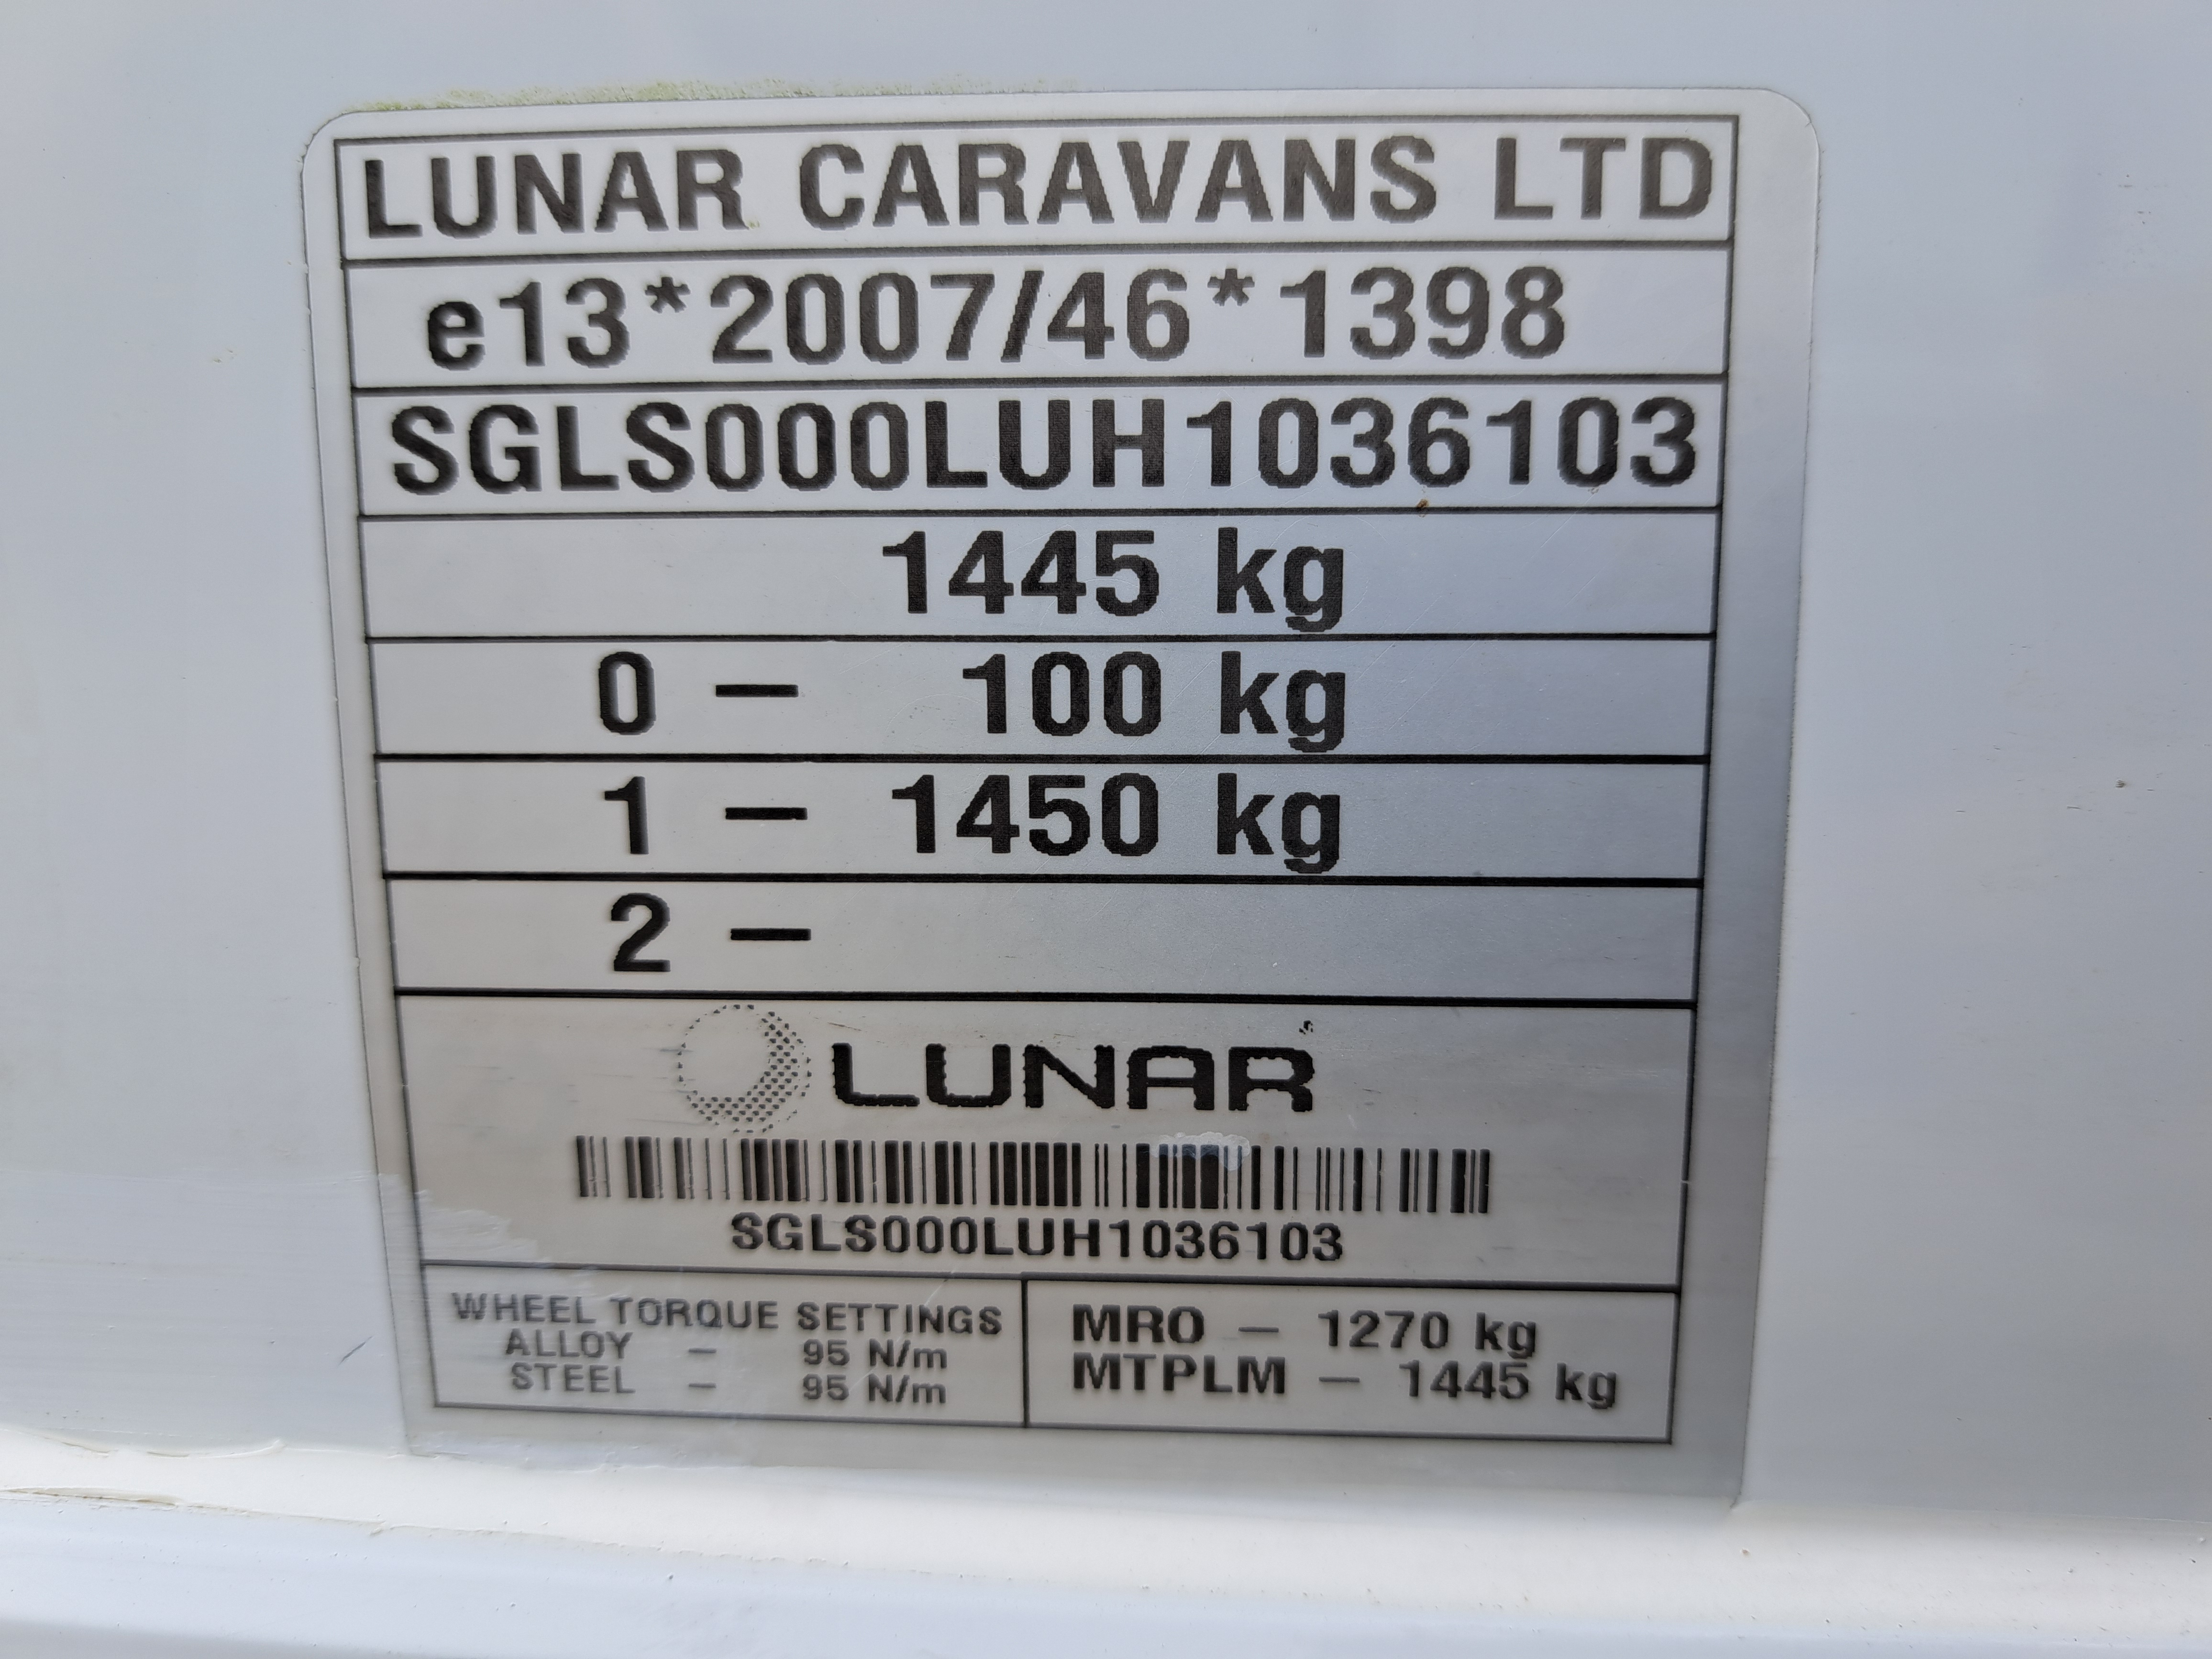 LUNAR CARAVANS LTD
e13*2007/46*1398
SGLS000LUH1036103
1445 kg
0 – 100 kg
1 – 1450 kg
2 –
LUNAR
SGLS000LUH1036103
WHEEL TORQUE SETTINGS
ALLOY – 95 N/m
STEEL – 95 N/m
MRO – 1270 kg
MTPLM – 1445 kg